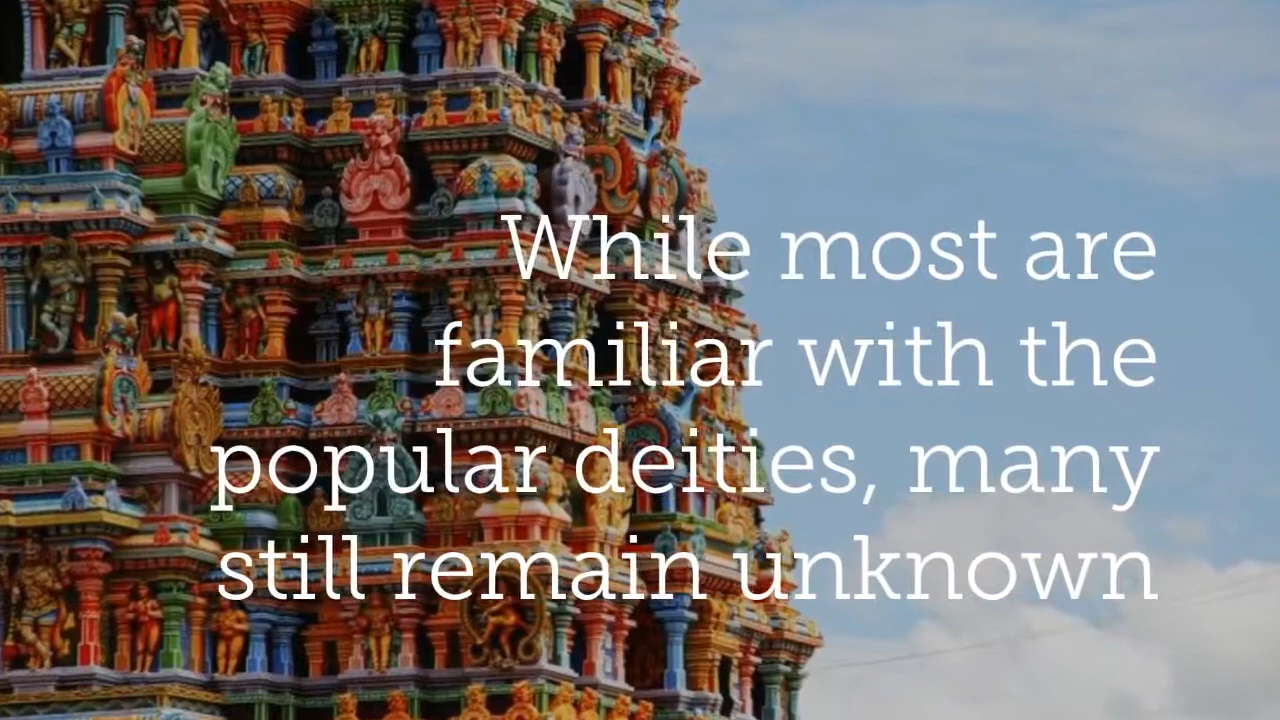 While most are
familiar with the
popular deities, many
still remain unknown